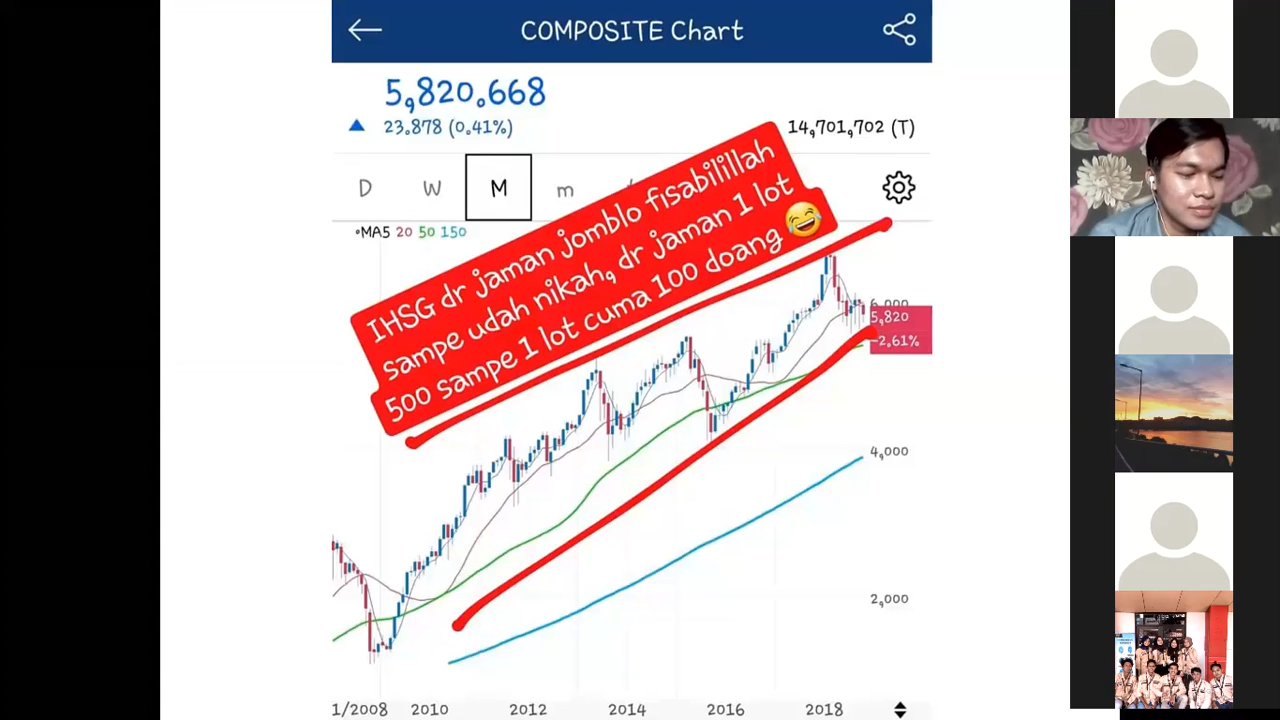 COMPOSITE Chart
5,820.668
23.878 (0.41%)
14,701,702 (T)
D W M m
MA5 20 50 150
IHSG dr jaman jomblo fisabilillah
sampe udah nikah, dr jaman 1 lot
500 sampe 1 lot cuma 100 doang 😂
6,000
5,820
-2,61%
4,000
2,000
1/2008 2010 2012 2014 2016 2018